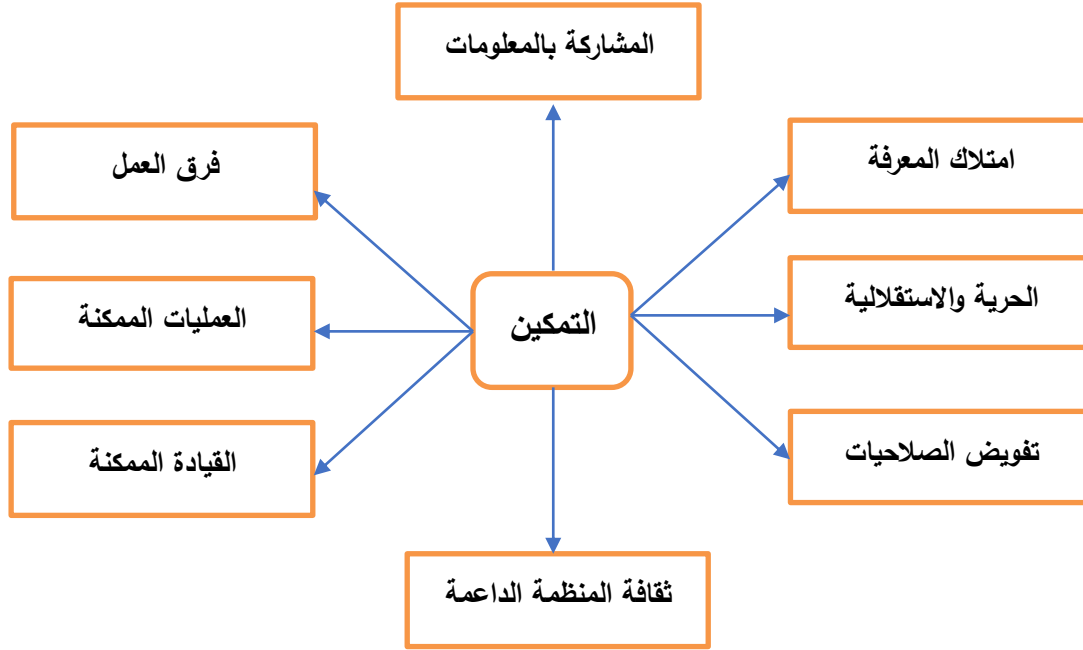 المشاركة بالمعلومات
امتلاك المعرفة
فرق العمل
الحرية والاستقلالية
العمليات الممكنة
التمكين
تفويض الصلاحيات
القيادة الممكنة
ثقافة المنظمة الداعمة